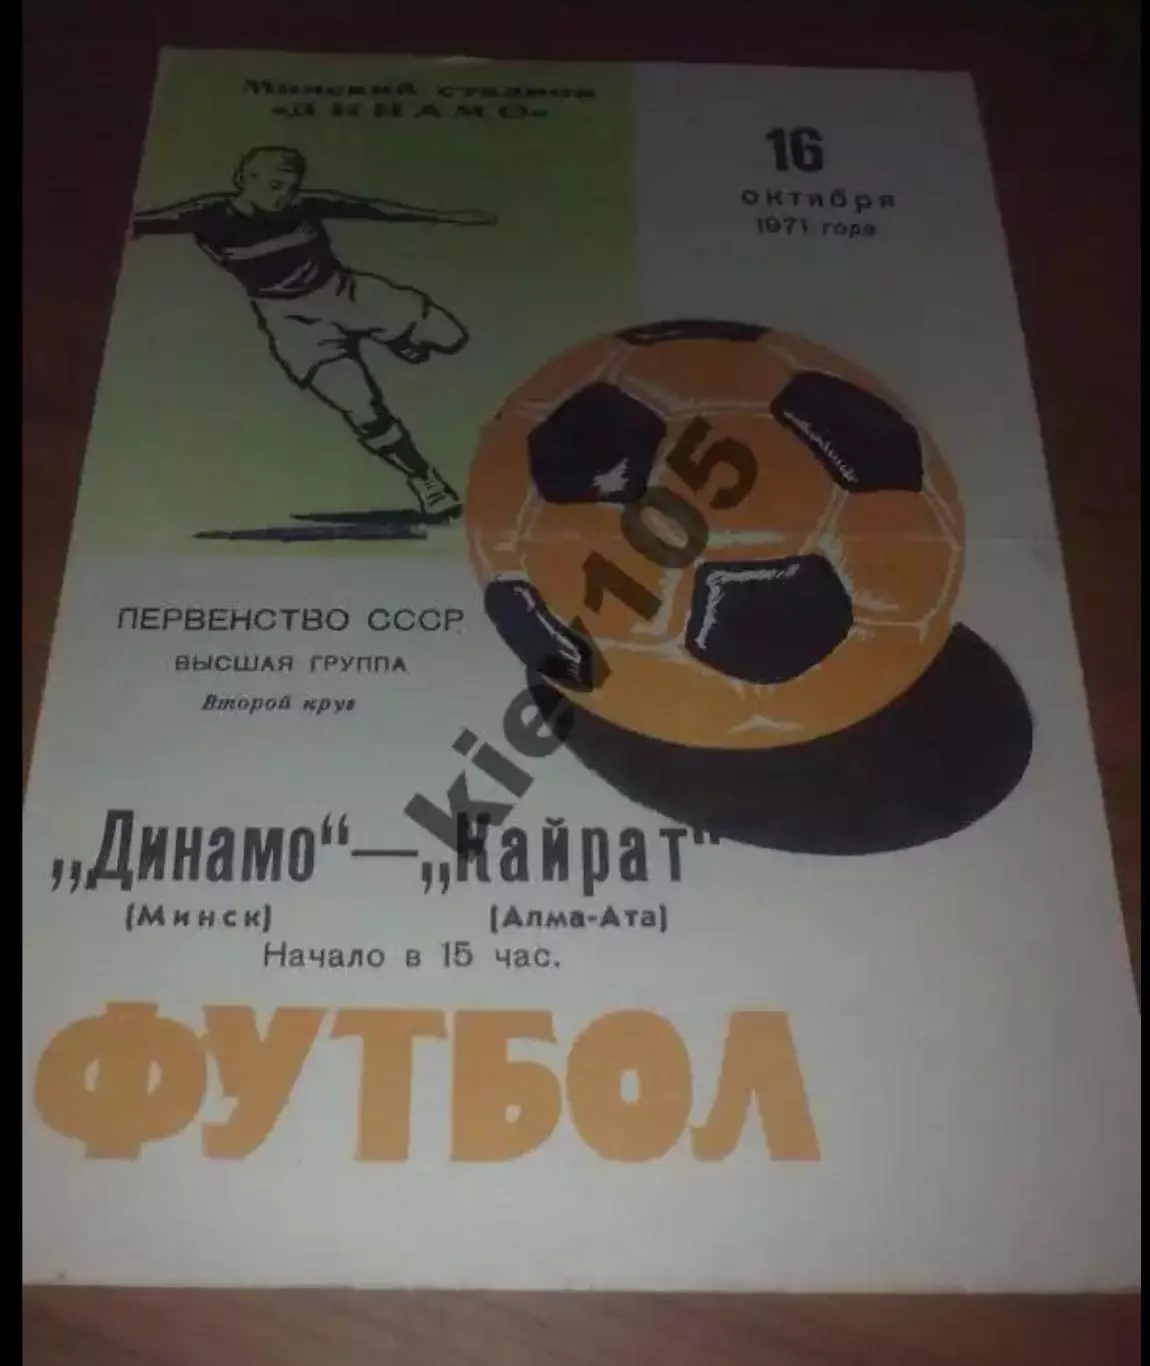 Минский стадион
«ДИНАМО»
16
октября
1971 года
ПЕРВЕНСТВО СССР
ВЫСШАЯ ГРУППА
Второй круг
„Динамо“—„Кайрат“
(Минск) (Алма-Ата)
Начало в 15 час.
ФУТБОЛ
kiev105